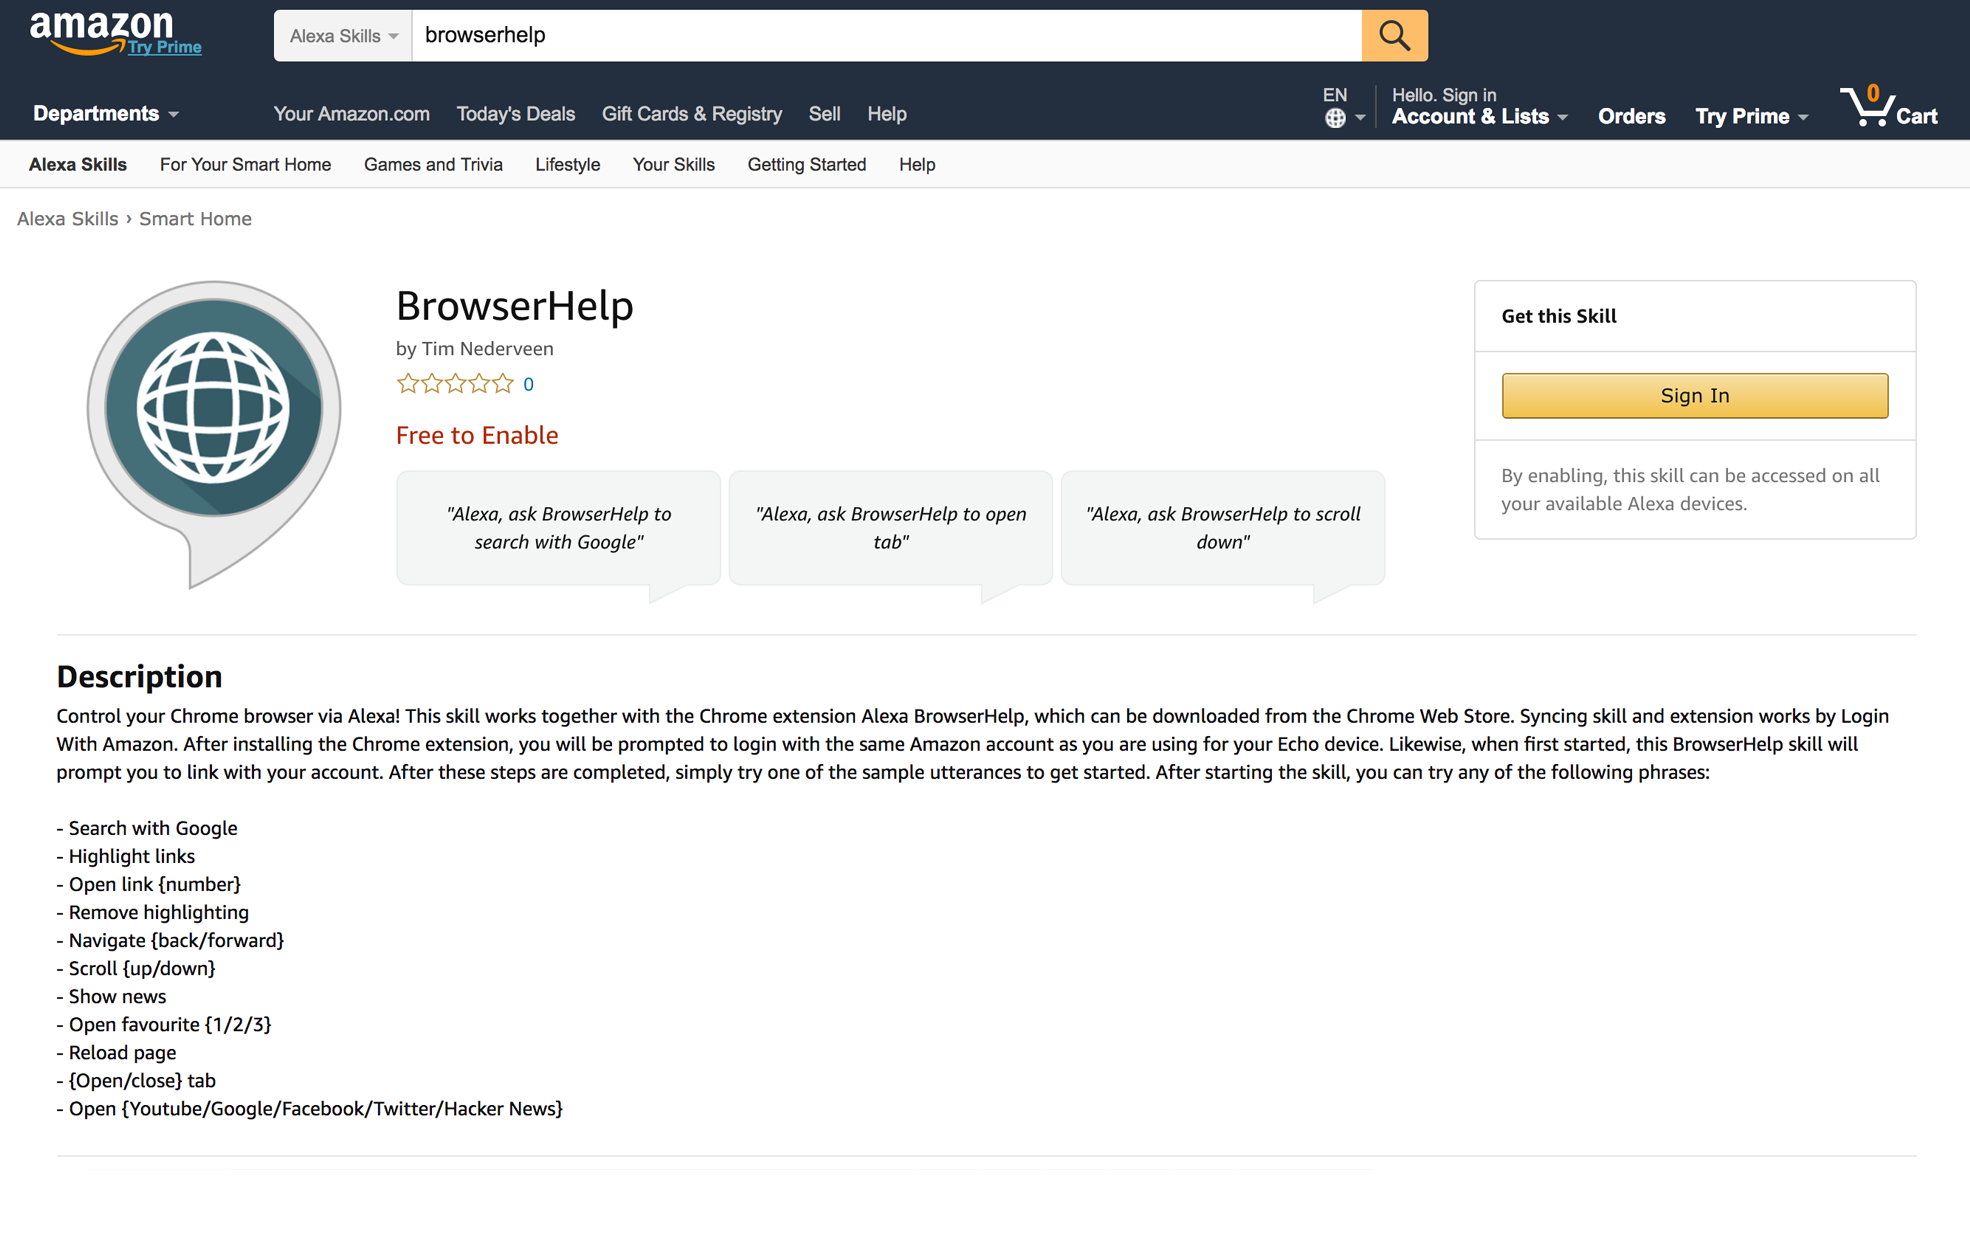 amazon
Try Prime
Alexa Skills
browserhelp
Departments
Your Amazon.com
Today's Deals
Gift Cards & Registry
Sell
Help
EN
Hello. Sign in
Account & Lists
Orders
Try Prime
0
Cart
Alexa Skills
For Your Smart Home
Games and Trivia
Lifestyle
Your Skills
Getting Started
Help
Alexa Skills › Smart Home
BrowserHelp
by Tim Nederveen
0
Free to Enable
"Alexa, ask BrowserHelp to
search with Google"
"Alexa, ask BrowserHelp to open
tab"
"Alexa, ask BrowserHelp to scroll
down"
Get this Skill
Sign In
By enabling, this skill can be accessed on all
your available Alexa devices.
Description
Control your Chrome browser via Alexa! This skill works together with the Chrome extension Alexa BrowserHelp, which can be downloaded from the Chrome Web Store. Syncing skill and extension works by Login
With Amazon. After installing the Chrome extension, you will be prompted to login with the same Amazon account as you are using for your Echo device. Likewise, when first started, this BrowserHelp skill will
prompt you to link with your account. After these steps are completed, simply try one of the sample utterances to get started. After starting the skill, you can try any of the following phrases:
- Search with Google
- Highlight links
- Open link {number}
- Remove highlighting
- Navigate {back/forward}
- Scroll {up/down}
- Show news
- Open favourite {1/2/3}
- Reload page
- {Open/close} tab
- Open {Youtube/Google/Facebook/Twitter/Hacker News}